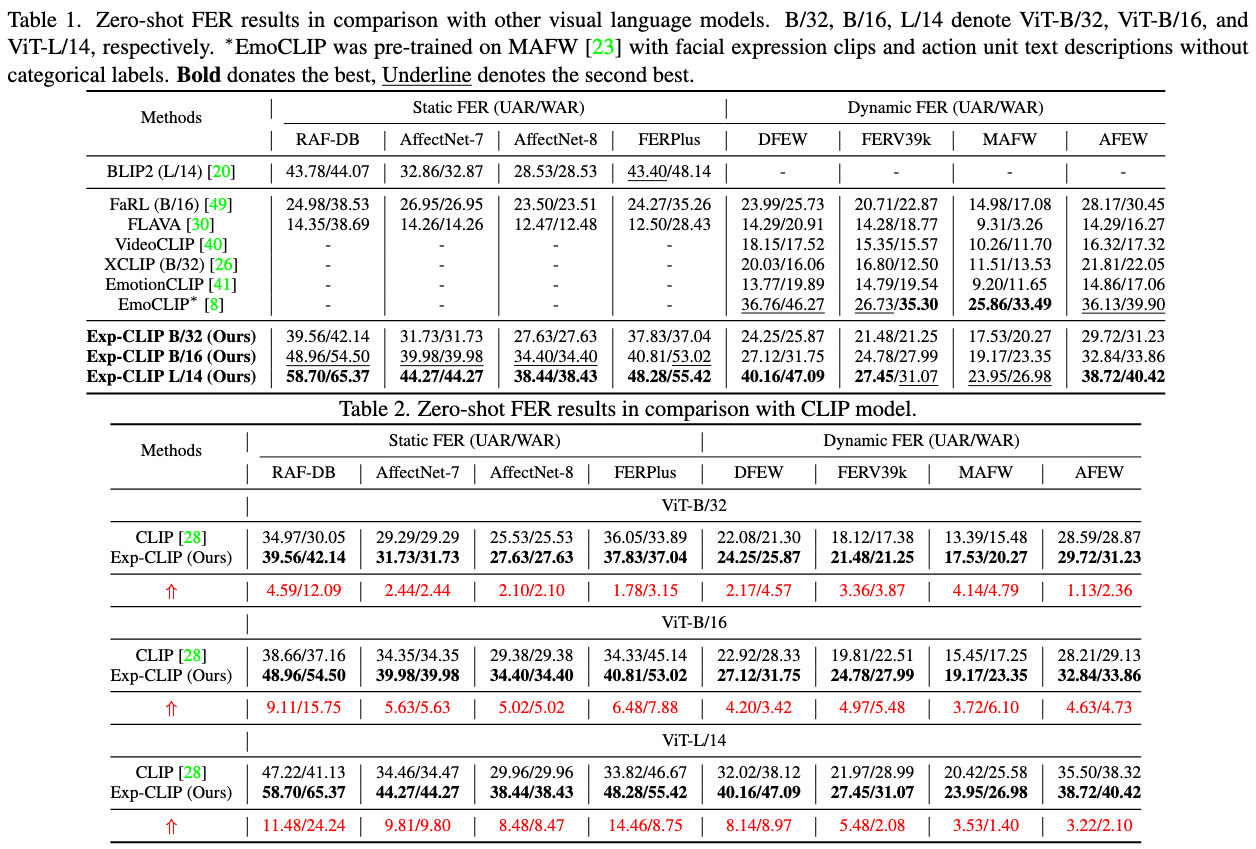 Table 1. Zero-shot FER results in comparison with other visual language models. B/32, B/16, L/14 denote ViT-B/32, ViT-B/16, and
ViT-L/14, respectively. *EmoCLIP was pre-trained on MAFW [23] with facial expression clips and action unit text descriptions without
categorical labels. Bold donates the best, Underline denotes the second best.
Methods Static FER (UAR/WAR) Dynamic FER (UAR/WAR)
RAF-DB AffectNet-7 AffectNet-8 FERPlus DFEW FERV39k MAFW AFEW
BLIP2 (L/14) [20] 43.78/44.07 32.86/32.87 28.53/28.53 43.40/48.14 - - - -
FaRL (B/16) [49] 24.98/38.53 26.95/26.95 23.50/23.51 24.27/35.26 23.99/25.73 20.71/22.87 14.98/17.08 28.17/30.45
FLAVA [30] 14.35/38.69 14.26/14.26 12.47/12.48 12.50/28.43 14.29/20.91 14.28/18.77 9.31/3.26 14.29/16.27
VideoCLIP [40] - - - - 18.15/17.52 15.35/15.57 10.26/11.70 16.32/17.32
XCLIP (B/32) [26] - - - - 20.03/16.06 16.80/12.50 11.51/13.53 21.81/22.05
EmotionCLIP [41] - - - - 13.77/19.89 14.79/19.54 9.20/11.65 14.86/17.06
EmoCLIP* [8] - - - - 36.76/46.27 26.73/35.30 25.86/33.49 36.13/39.90
Exp-CLIP B/32 (Ours) 39.56/42.14 31.73/31.73 27.63/27.63 37.83/37.04 24.25/25.87 21.48/21.25 17.53/20.27 29.72/31.23
Exp-CLIP B/16 (Ours) 48.96/54.50 39.98/39.98 34.40/34.40 40.81/53.02 27.12/31.75 24.78/27.99 19.17/23.35 32.84/33.86
Exp-CLIP L/14 (Ours) 58.70/65.37 44.27/44.27 38.44/38.43 48.28/55.42 40.16/47.09 27.45/31.07 23.95/26.98 38.72/40.42
Table 2. Zero-shot FER results in comparison with CLIP model.
Methods Static FER (UAR/WAR) Dynamic FER (UAR/WAR)
RAF-DB AffectNet-7 AffectNet-8 FERPlus DFEW FERV39k MAFW AFEW
ViT-B/32
CLIP [28] 34.97/30.05 29.29/29.29 25.53/25.53 36.05/33.89 22.08/21.30 18.12/17.38 13.39/15.48 28.59/28.87
Exp-CLIP (Ours) 39.56/42.14 31.73/31.73 27.63/27.63 37.83/37.04 24.25/25.87 21.48/21.25 17.53/20.27 29.72/31.23
⇑ 4.59/12.09 2.44/2.44 2.10/2.10 1.78/3.15 2.17/4.57 3.36/3.87 4.14/4.79 1.13/2.36
ViT-B/16
CLIP [28] 38.66/37.16 34.35/34.35 29.38/29.38 34.33/45.14 22.92/28.33 19.81/22.51 15.45/17.25 28.21/29.13
Exp-CLIP (Ours) 48.96/54.50 39.98/39.98 34.40/34.40 40.81/53.02 27.12/31.75 24.78/27.99 19.17/23.35 32.84/33.86
⇑ 9.11/15.75 5.63/5.63 5.02/5.02 6.48/7.88 4.20/3.42 4.97/5.48 3.72/6.10 4.63/4.73
ViT-L/14
CLIP [28] 47.22/41.13 34.46/34.47 29.96/29.96 33.82/46.67 32.02/38.12 21.97/28.99 20.42/25.58 35.50/38.32
Exp-CLIP (Ours) 58.70/65.37 44.27/44.27 38.44/38.43 48.28/55.42 40.16/47.09 27.45/31.07 23.95/26.98 38.72/40.42
⇑ 11.48/24.24 9.81/9.80 8.48/8.47 14.46/8.75 8.14/8.97 5.48/2.08 3.53/1.40 3.22/2.10